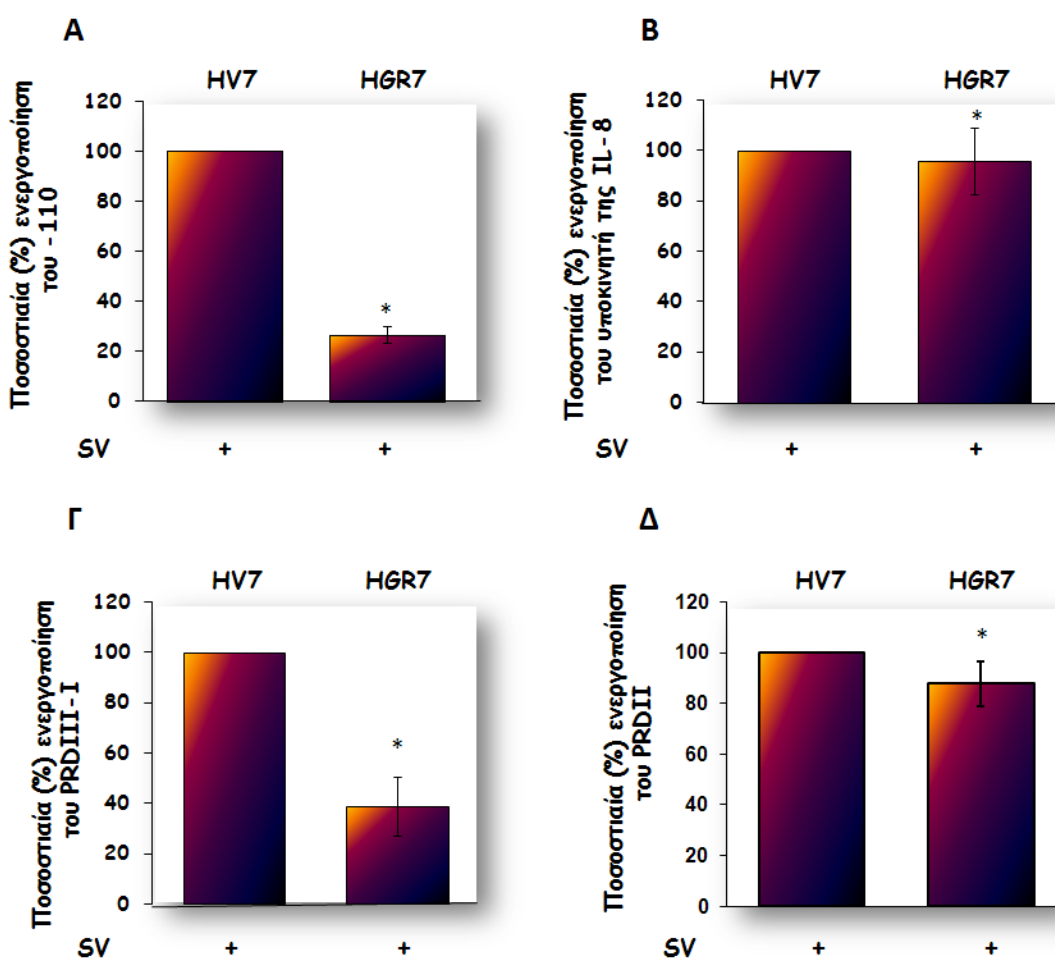 Α
HV7 HGR7
Ποσοστιαία (%) ενεργοποίηση
του -110
120
100
80
60
40
20
0
*
SV + +
Β
HV7 HGR7
Ποσοστιαία (%) ενεργοποίηση
του υποκινητή της IL-8
120
100
80
60
40
20
0
*
SV + +
Γ
HV7 HGR7
Ποσοστιαία (%) ενεργοποίηση
του PRDIII-I
120
100
80
60
40
20
0
*
SV + +
Δ
HV7 HGR7
Ποσοστιαία (%) ενεργοποίηση
του PRDII
120
100
80
60
40
20
0
*
SV + +